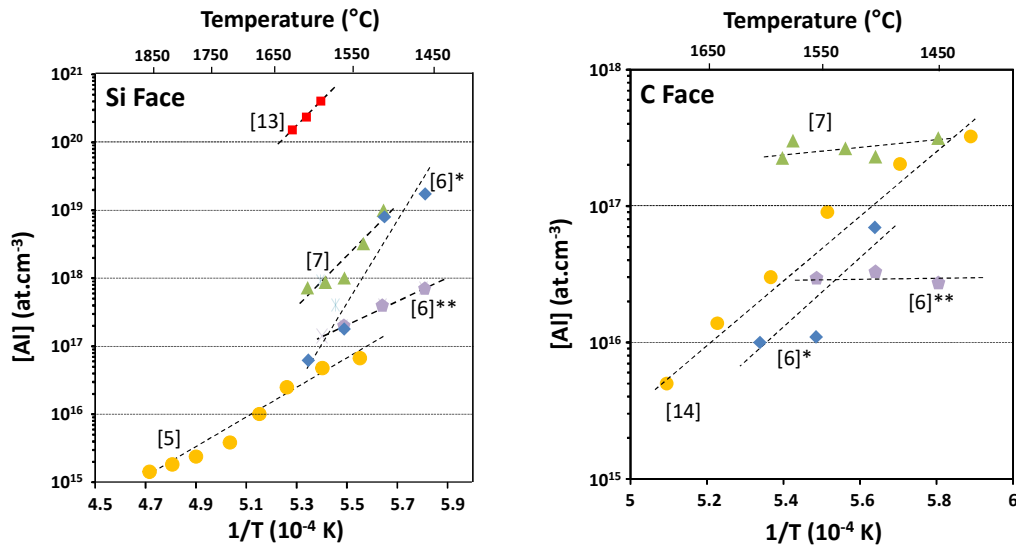 Temperature (°C)
1850 1750 1650 1550 1450
Si Face
[Al] (at.cm⁻³)
10²¹
10²⁰
10¹⁹
10¹⁸
10¹⁷
10¹⁶
10¹⁵
[13]
[6]*
[7]
[6]**
[5]
4.5 4.7 4.9 5.1 5.3 5.5 5.7 5.9
1/T (10⁻⁴ K)
Temperature (°C)
1650 1550 1450
C Face
[Al] (at.cm⁻³)
10¹⁸
10¹⁷
10¹⁶
10¹⁵
[7]
[6]**
[6]*
[14]
5 5.2 5.4 5.6 5.8 6
1/T (10⁻⁴ K)